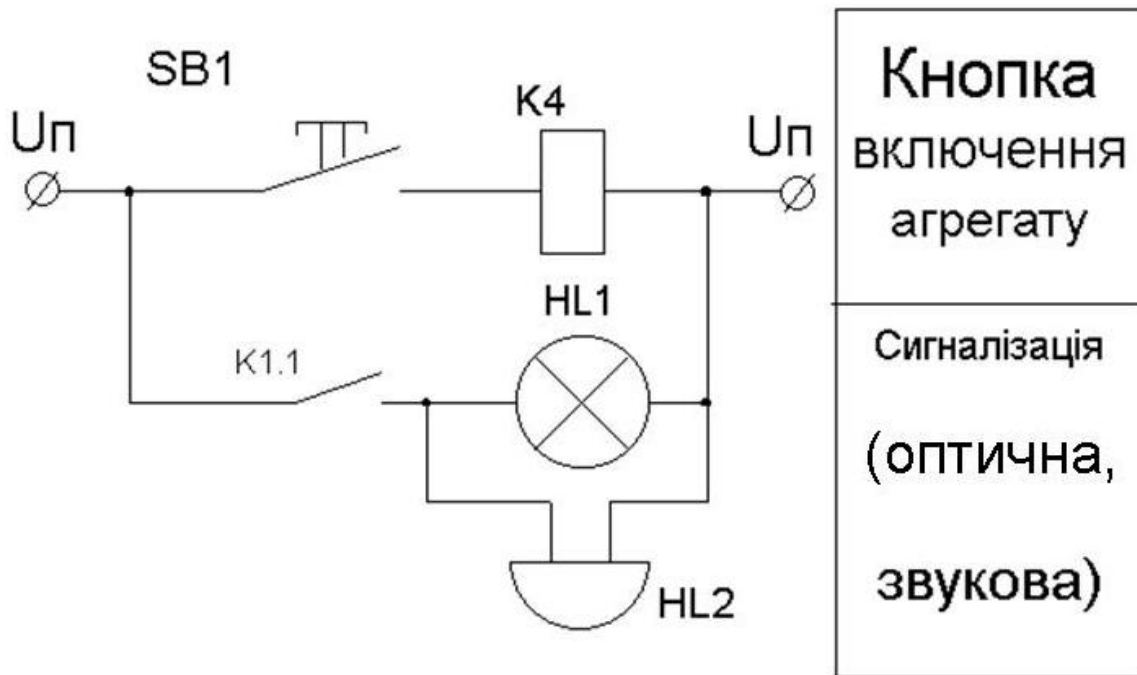 SB1
Uп
K4
Uп
K1.1
HL1
HL2
Кнопка
включення
агрегату
Сигналізація
(оптична,
звукова)